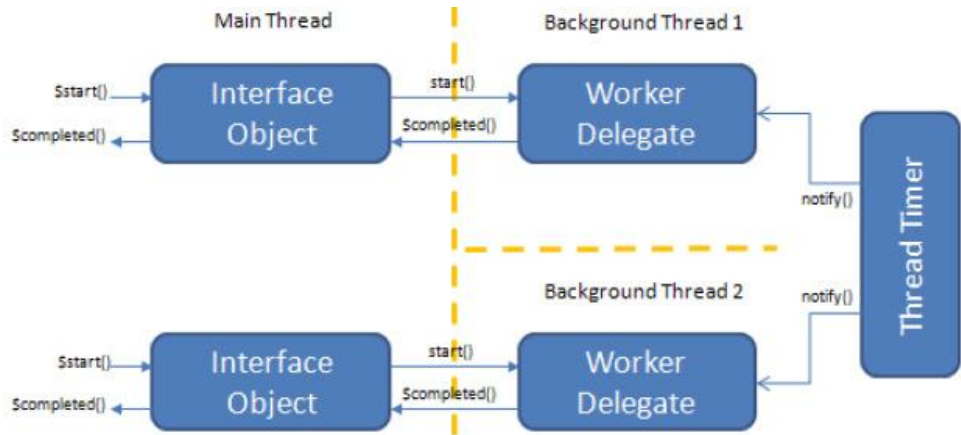 Main Thread
Background Thread 1
$start()
Interface
Object
start()
Worker
Delegate
$completed()
$completed()
notify()
Thread Timer
Background Thread 2
notify()
$start()
Interface
Object
start()
Worker
Delegate
$completed()
$completed()